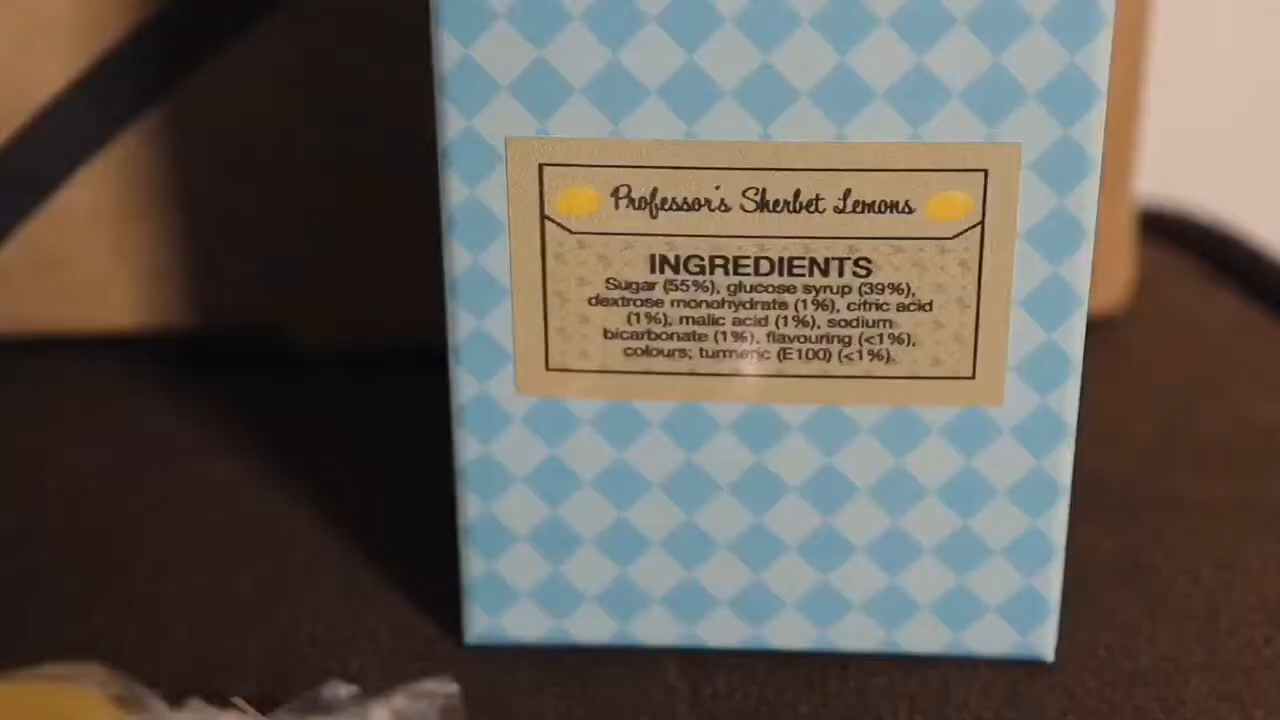 Professor's Sherbet Lemons
INGREDIENTS
Sugar (55%), glucose syrup (39%),
dextrose monohydrate (1%), citric acid
(1%), malic acid (1%), sodium
bicarbonate (1%), flavouring (<1%),
colours; turmeric (E100) (<1%).